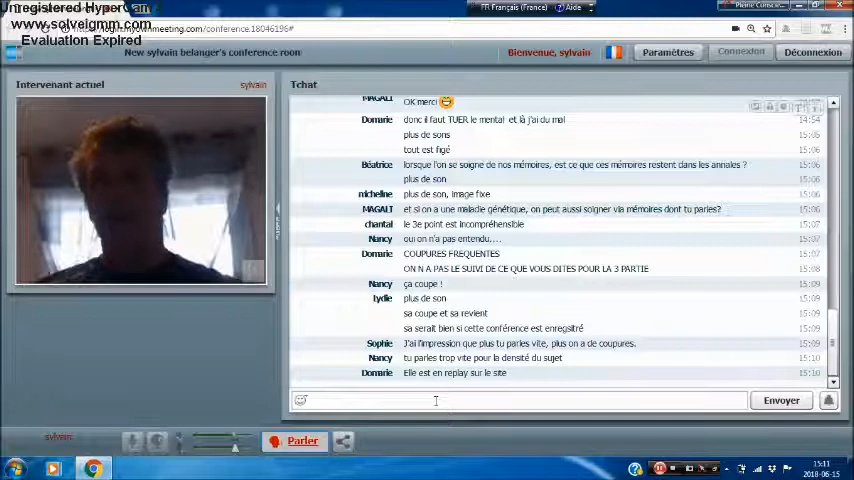 Unregistered HyperCam
www.solveigmm.com
Evaluation Expired
FR Français (France)
Aide
myownmeeting.com/conference.18046196#
New sylvain belanger's conference room
Bienvenue, sylvain
Paramètres
Connexion
Déconnexion
Intervenant actuel
sylvain
Tchat
MAGALI OK merci
Domarie donc il faut TUER le mental et là j'ai du mal 14:54
plus de sons 15:05
tout est figé 15:06
Béatrice lorsque l'on se soigne de nos mémoires, est ce que ces mémoires restent dans les annales ? 15:06
plus de son 15:06
micheline plus de son, image fixe 15:06
MAGALI et si on a une maladie génétique, on peut aussi soigner via mémoires dont tu parles? 15:06
chantal le 3e point est incompréhensible 15:07
Nancy oui on n'a pas entendu.... 15:07
Domarie COUPURES FREQUENTES 15:07
ON N A PAS LE SUIVI DE CE QUE VOUS DITES POUR LA 3 PARTIE 15:08
Nancy ça coupe ! 15:09
Lydie plus de son 15:09
sa coupe et sa revient 15:09
sa serait bien si cette conférence est enregsitré 15:09
Sophie J'ai l'impression que plus tu parles vite, plus on a de coupures. 15:09
Nancy tu parles trop vite pour la densité du sujet 15:10
Domarie Elle est en replay sur le site 15:10
Envoyer
sylvain
Parler
15:11
2018-06-15